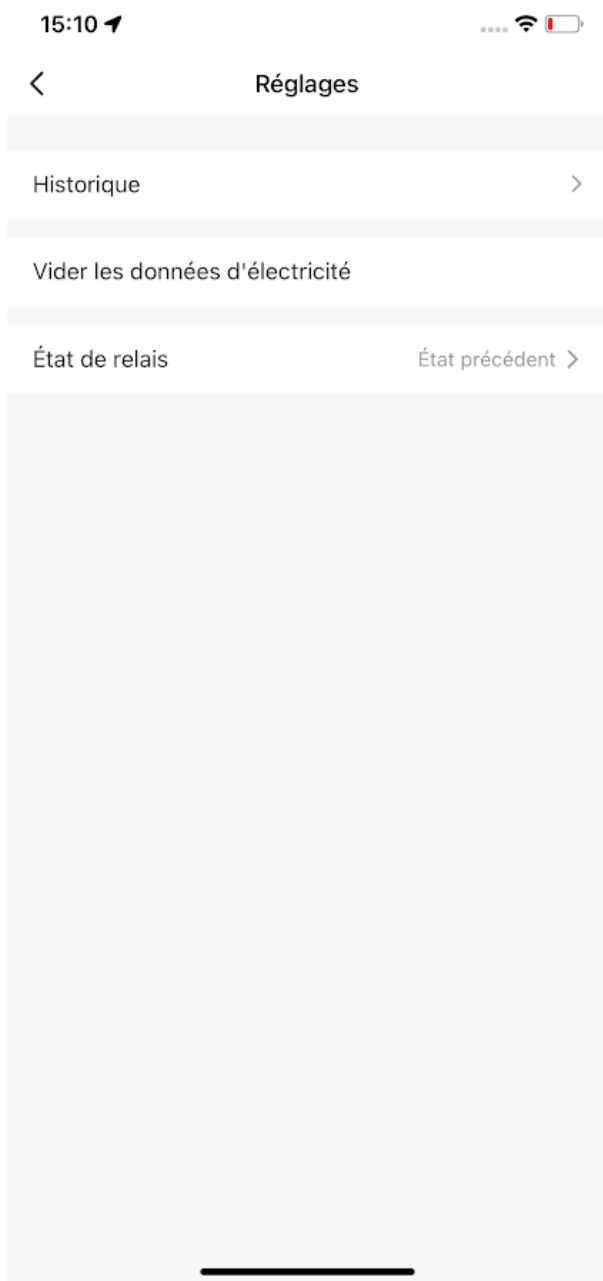 15:10
Réglages
Historique
Vider les données d'électricité
État de relais
État précédent